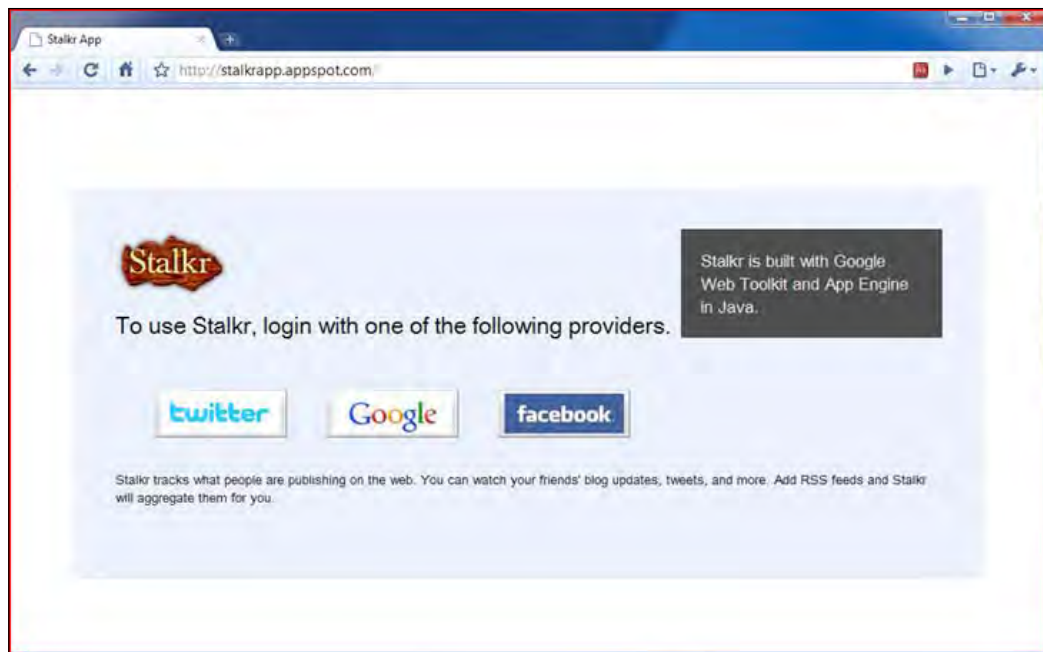 Stalkr App
http://stalkrapp.appspot.com/
Stalkr
Stalkr is built with Google
Web Toolkit and App Engine
in Java.
To use Stalkr, login with one of the following providers.
twitter
Google
facebook
Stalkr tracks what people are publishing on the web. You can watch your friends' blog updates, tweets, and more. Add RSS feeds and Stalkr
will aggregate them for you.